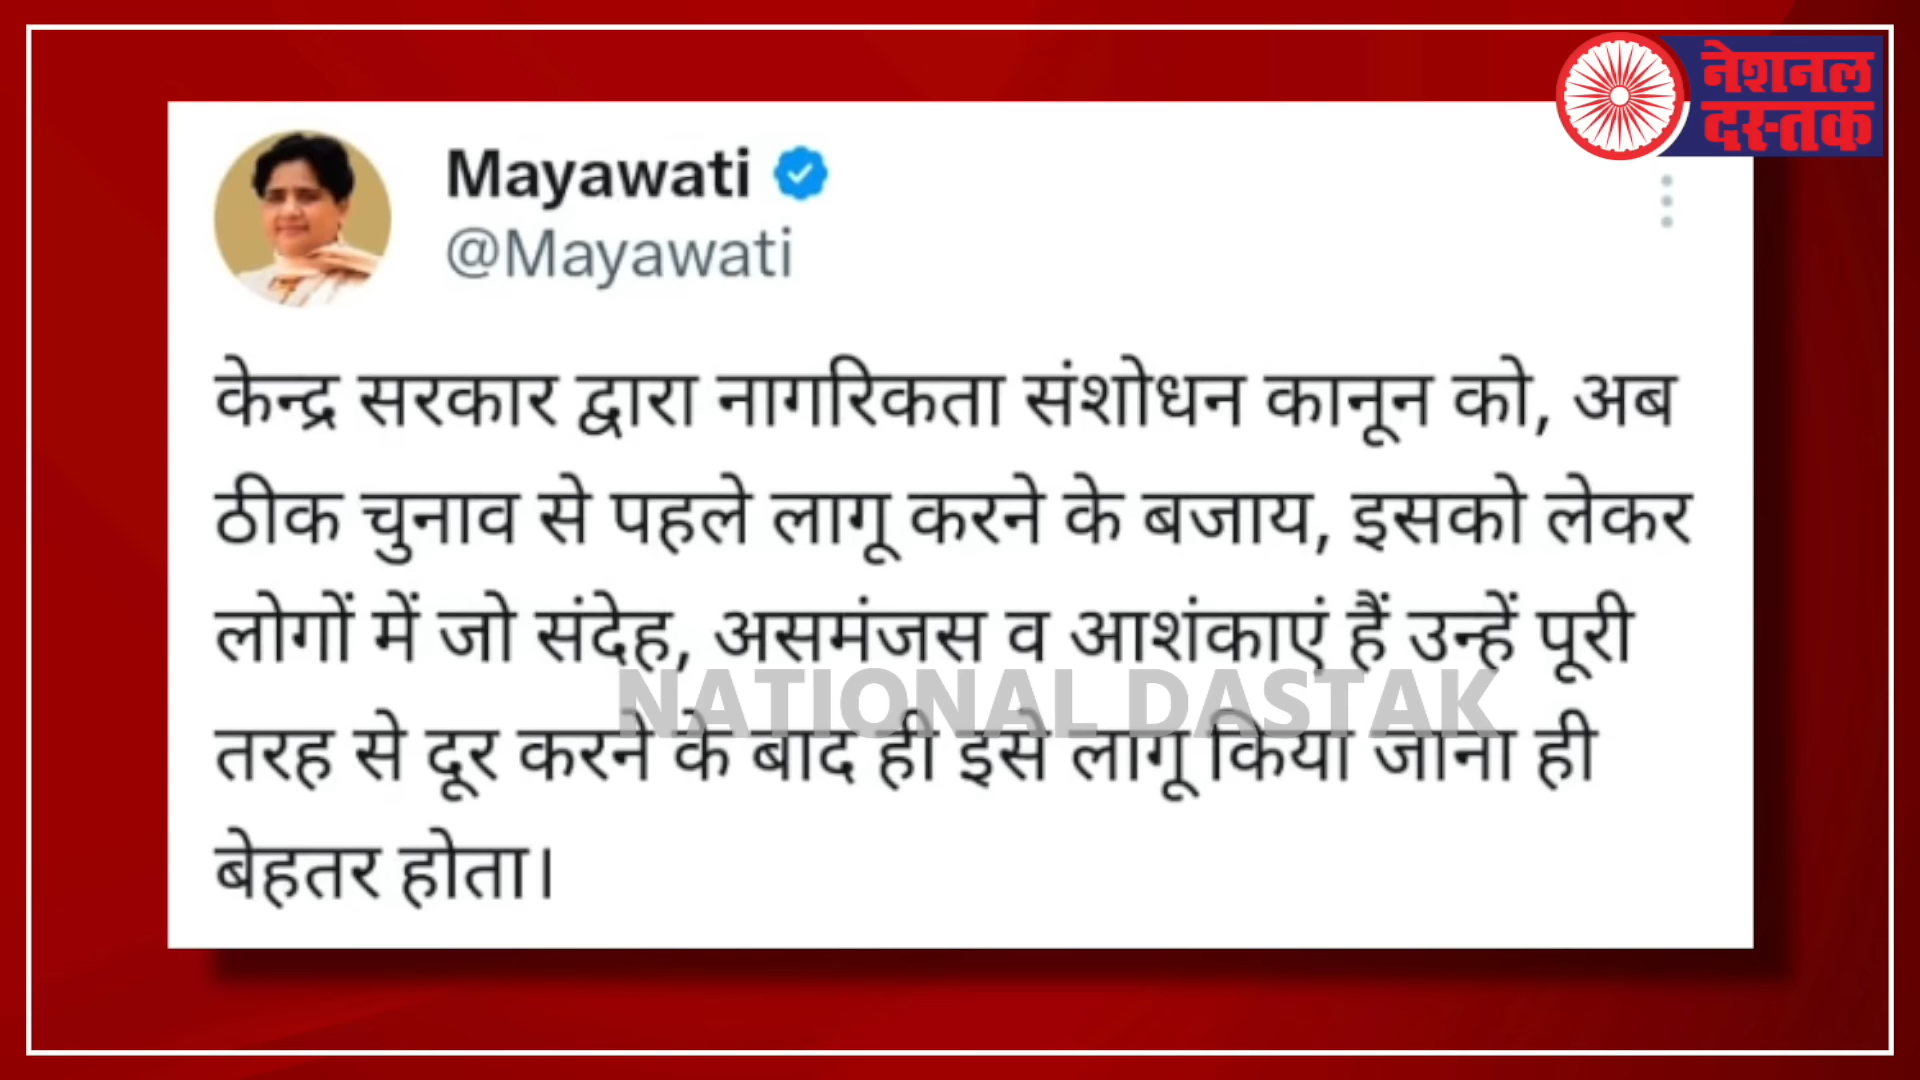 नेशनल
दस्तक
Mayawati
@Mayawati
केन्द्र सरकार द्वारा नागरिकता संशोधन कानून को, अब
ठीक चुनाव से पहले लागू करने के बजाय, इसको लेकर
लोगों में जो संदेह, असमंजस व आशंकाएं हैं उन्हें पूरी
NATIONAL DASTAK
तरह से दूर करने के बाद ही इसे लागू किया जाना ही
बेहतर होता।